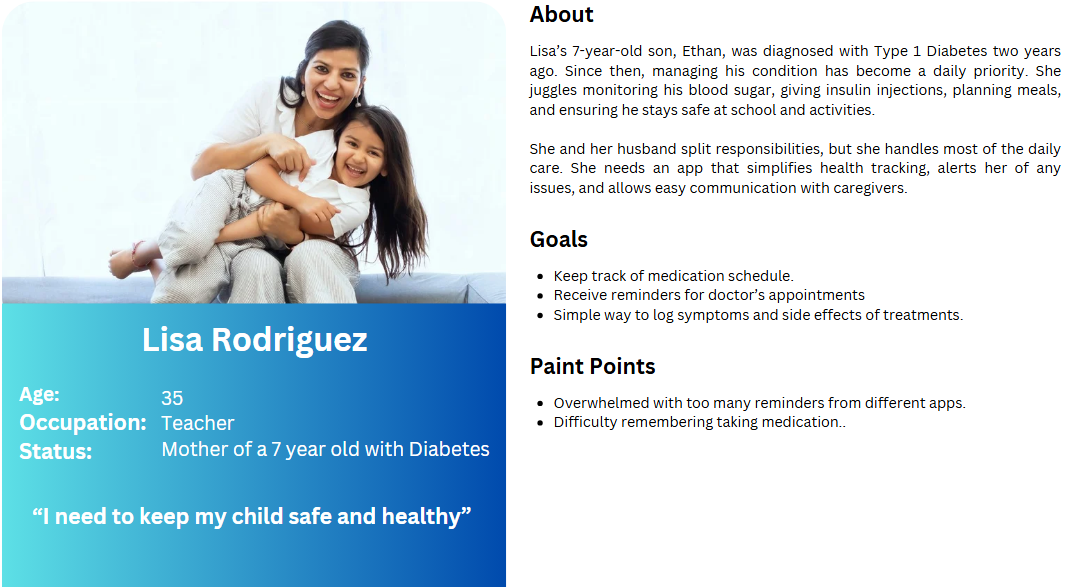 Lisa Rodriguez
Age:
35
Occupation:
Teacher
Status:
Mother of a 7 year old with Diabetes
“I need to keep my child safe and healthy”
About
Lisa’s 7-year-old son, Ethan, was diagnosed with Type 1 Diabetes two years
ago. Since then, managing his condition has become a daily priority. She
juggles monitoring his blood sugar, giving insulin injections, planning meals,
and ensuring he stays safe at school and activities.
She and her husband split responsibilities, but she handles most of the daily
care. She needs an app that simplifies health tracking, alerts her of any
issues, and allows easy communication with caregivers.
Goals
• Keep track of medication schedule.
• Receive reminders for doctor’s appointments
• Simple way to log symptoms and side effects of treatments.
Paint Points
• Overwhelmed with too many reminders from different apps.
• Difficulty remembering taking medication..